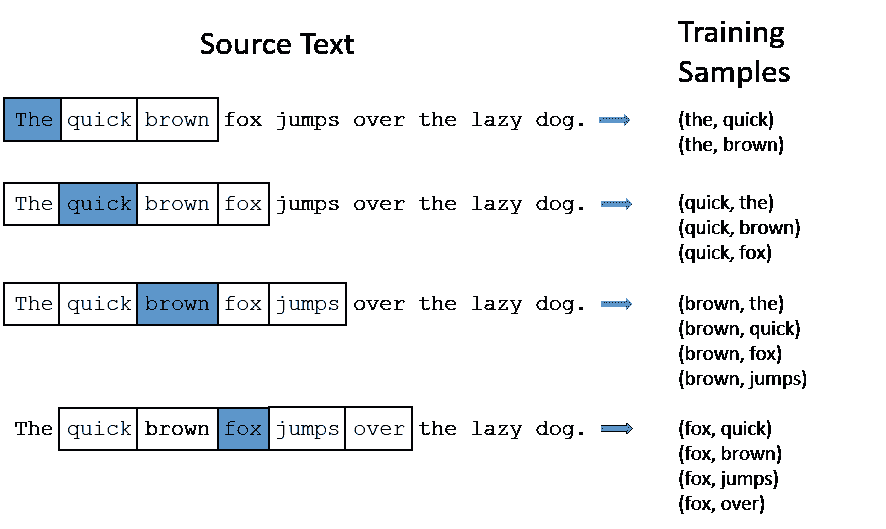 Source Text
Training
Samples
The quick brown fox jumps over the lazy dog.
(the, quick)
(the, brown)
The quick brown fox jumps over the lazy dog.
(quick, the)
(quick, brown)
(quick, fox)
The quick brown fox jumps over the lazy dog.
(brown, the)
(brown, quick)
(brown, fox)
(brown, jumps)
The quick brown fox jumps over the lazy dog.
(fox, quick)
(fox, brown)
(fox, jumps)
(fox, over)